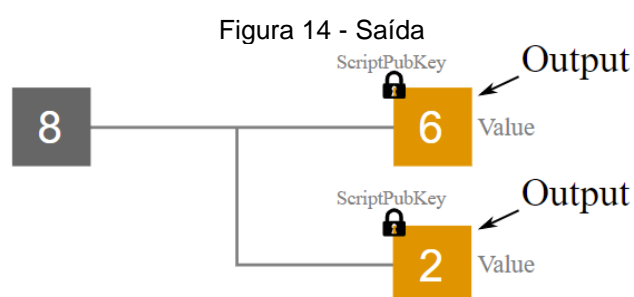 Figura 14 - Saída
ScriptPubKey
Output
8
6
Value
ScriptPubKey
Output
2
Value